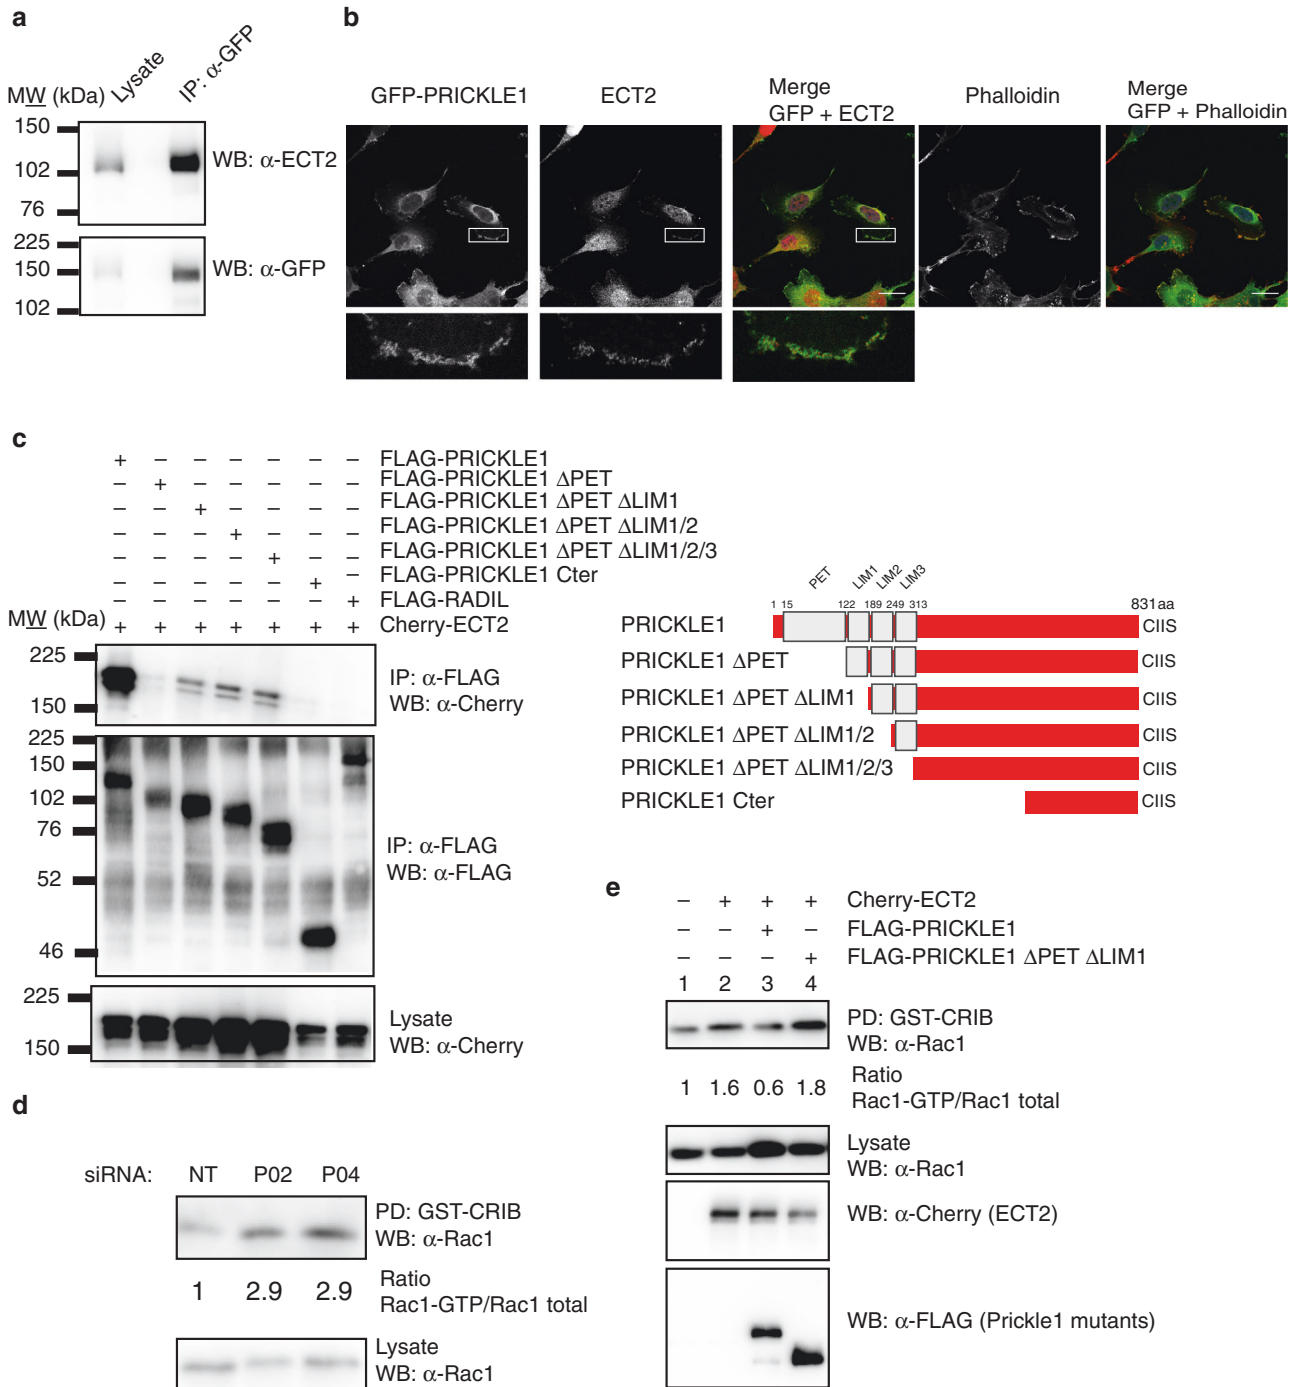 a
Lysate
IP: α-GFP
MW (kDa)
150
102
76
WB: α-ECT2
225
150
102
WB: α-GFP
b
GFP-PRICKLE1
ECT2
Merge
GFP + ECT2
Phalloidin
Merge
GFP + Phalloidin
c
+ – – – – – – FLAG-PRICKLE1
– + – – – – – FLAG-PRICKLE1 ΔPET
– – + – – – – FLAG-PRICKLE1 ΔPET ΔLIM1
– – – + – – – FLAG-PRICKLE1 ΔPET ΔLIM1/2
– – – – + – – FLAG-PRICKLE1 ΔPET ΔLIM1/2/3
– – – – – + – FLAG-PRICKLE1 Cter
– – – – – – + FLAG-RADIL
+ + + + + + + Cherry-ECT2
MW (kDa)
225
150
IP: α-FLAG
WB: α-Cherry
225
150
102
76
52
46
IP: α-FLAG
WB: α-FLAG
225
150
Lysate
WB: α-Cherry
PET LIM1 LIM2 LIM3
1 15 122 189 249 313 831aa
PRICKLE1 CIIS
PRICKLE1 ΔPET CIIS
PRICKLE1 ΔPET ΔLIM1 CIIS
PRICKLE1 ΔPET ΔLIM1/2 CIIS
PRICKLE1 ΔPET ΔLIM1/2/3 CIIS
PRICKLE1 Cter CIIS
d
siRNA: NT P02 P04
PD: GST-CRIB
WB: α-Rac1
1 2.9 2.9
Ratio
Rac1-GTP/Rac1 total
Lysate
WB: α-Rac1
e
– + + + Cherry-ECT2
– – + – FLAG-PRICKLE1
– – – + FLAG-PRICKLE1 ΔPET ΔLIM1
1 2 3 4
PD: GST-CRIB
WB: α-Rac1
1 1.6 0.6 1.8
Ratio
Rac1-GTP/Rac1 total
Lysate
WB: α-Rac1
WB: α-Cherry (ECT2)
WB: α-FLAG (Prickle1 mutants)